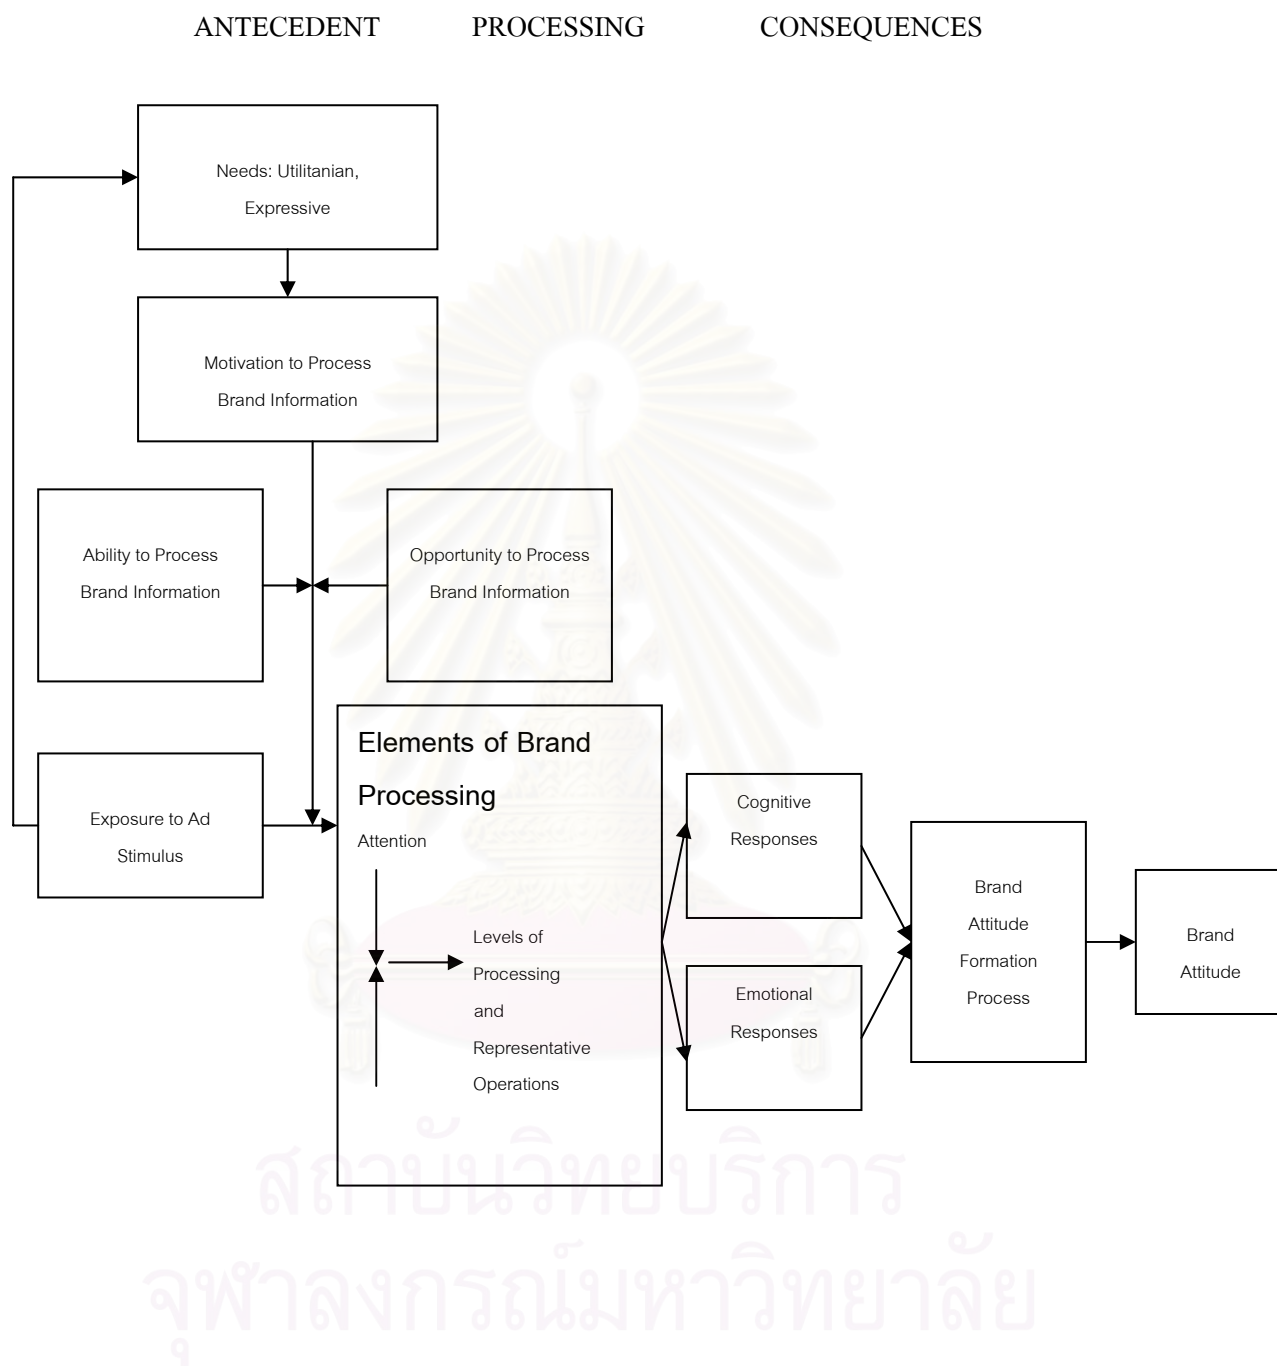 ANTECEDENT PROCESSING CONSEQUENCES
Needs: Utilitanian,
Expressive
Motivation to Process
Brand Information
Ability to Process
Brand Information
Opportunity to Process
Brand Information
Exposure to Ad
Stimulus
Elements of Brand
Processing
Attention
Levels of
Processing
and
Representative
Operations
Cognitive
Responses
Emotional
Responses
Brand
Attitude
Formation
Process
Brand
Attitude
สถาบันวิทยบริการ
จุฬาลงกรณ์มหาวิทยาลัย